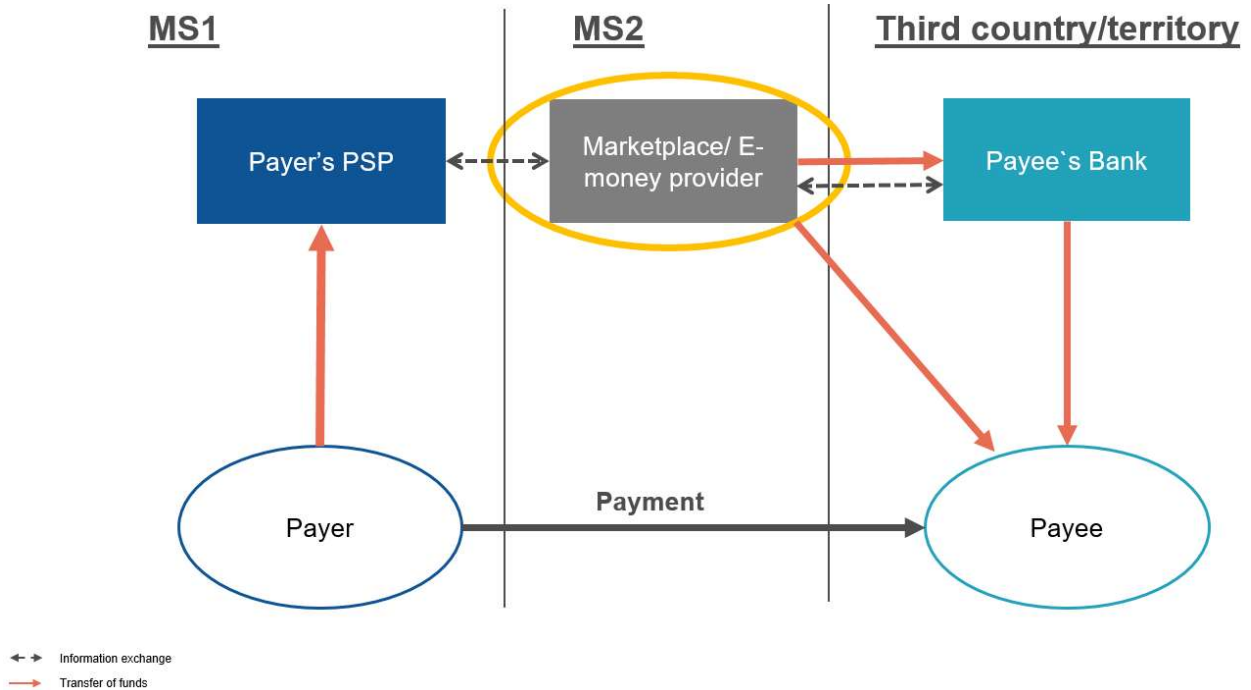 MS1
MS2
Third country/territory
Payer’s PSP
Marketplace/ E-
money provider
Payee`s Bank
Payment
Payer
Payee
Information exchange
Transfer of funds